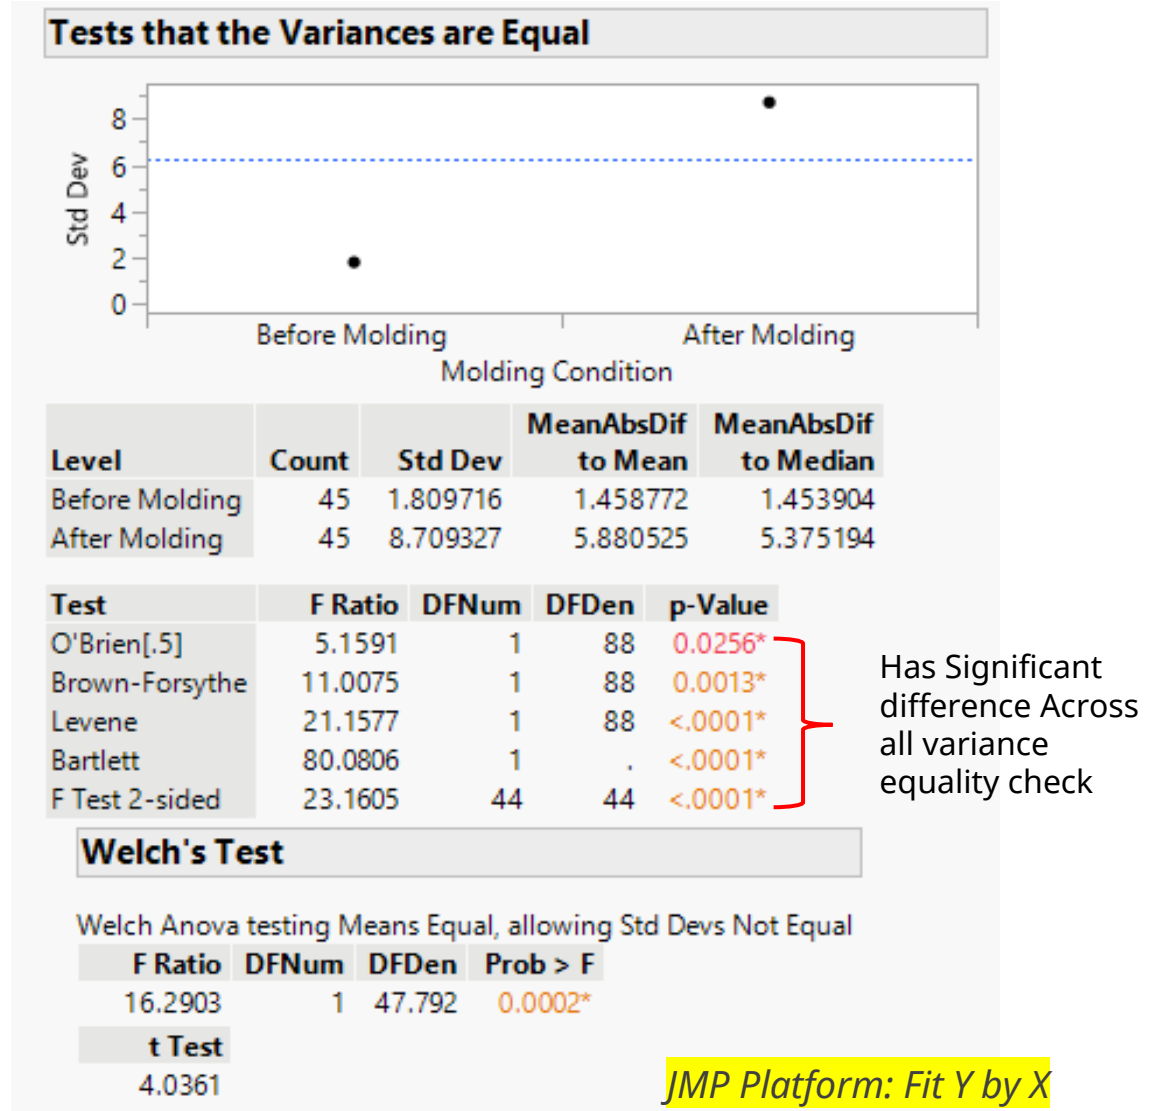 Tests that the Variances are Equal
8
6
4
2
0
Std Dev
Before Molding After Molding
Molding Condition
Level Count Std Dev MeanAbsDif to Mean MeanAbsDif to Median
Before Molding 45 1.809716 1.458772 1.453904
After Molding 45 8.709327 5.880525 5.375194
Test F Ratio DFNum DFDen p-Value
O'Brien[.5] 5.1591 1 88 0.0256*
Brown-Forsythe 11.0075 1 88 0.0013*
Levene 21.1577 1 88 <.0001*
Bartlett 80.0806 1 . <.0001*
F Test 2-sided 23.1605 44 44 <.0001*
Has Significant
difference Across
all variance
equality check
Welch's Test
Welch Anova testing Means Equal, allowing Std Devs Not Equal
F Ratio DFNum DFDen Prob > F
16.2903 1 47.792 0.0002*
t Test
4.0361
JMP Platform: Fit Y by X